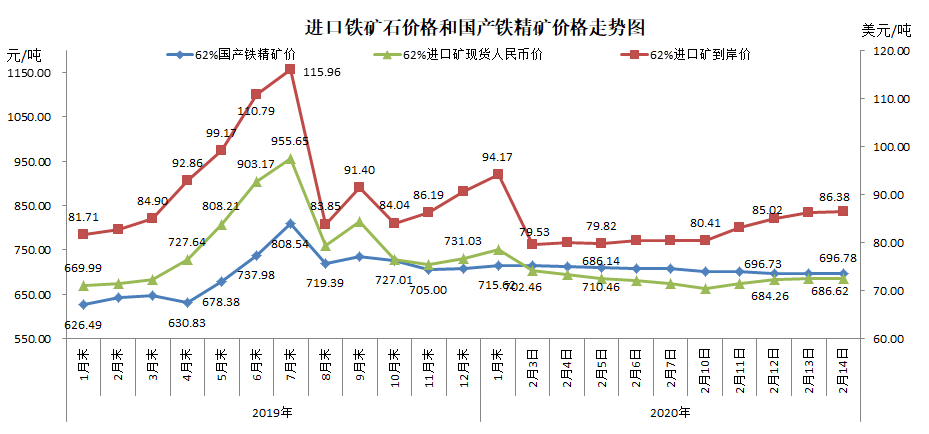 进口铁矿石价格和国产铁精矿价格走势图
元/吨
美元/吨
62%国产铁精矿价 62%进口矿现货人民币价 62%进口矿到岸价
1150.00
1050.00
950.00
850.00
750.00
650.00
550.00
120.00
110.00
100.00
90.00
80.00
70.00
60.00
81.71
84.90
92.86
99.17
110.79
115.96
83.85
91.40
84.04
86.19
94.17
79.53
79.82
80.41
85.02
86.38
669.99
727.64
808.21
903.17
955.65
727.01
731.03
702.46
686.14
684.26
686.62
626.49
630.83
678.38
737.98
808.54
719.39
705.00
715.62
710.46
696.73
696.78
1月末
2月末
3月末
4月末
5月末
6月末
7月末
8月末
9月末
10月末
11月末
12月末
1月末
2月3日
2月4日
2月5日
2月6日
2月7日
2月10日
2月11日
2月12日
2月13日
2月14日
2019年
2020年